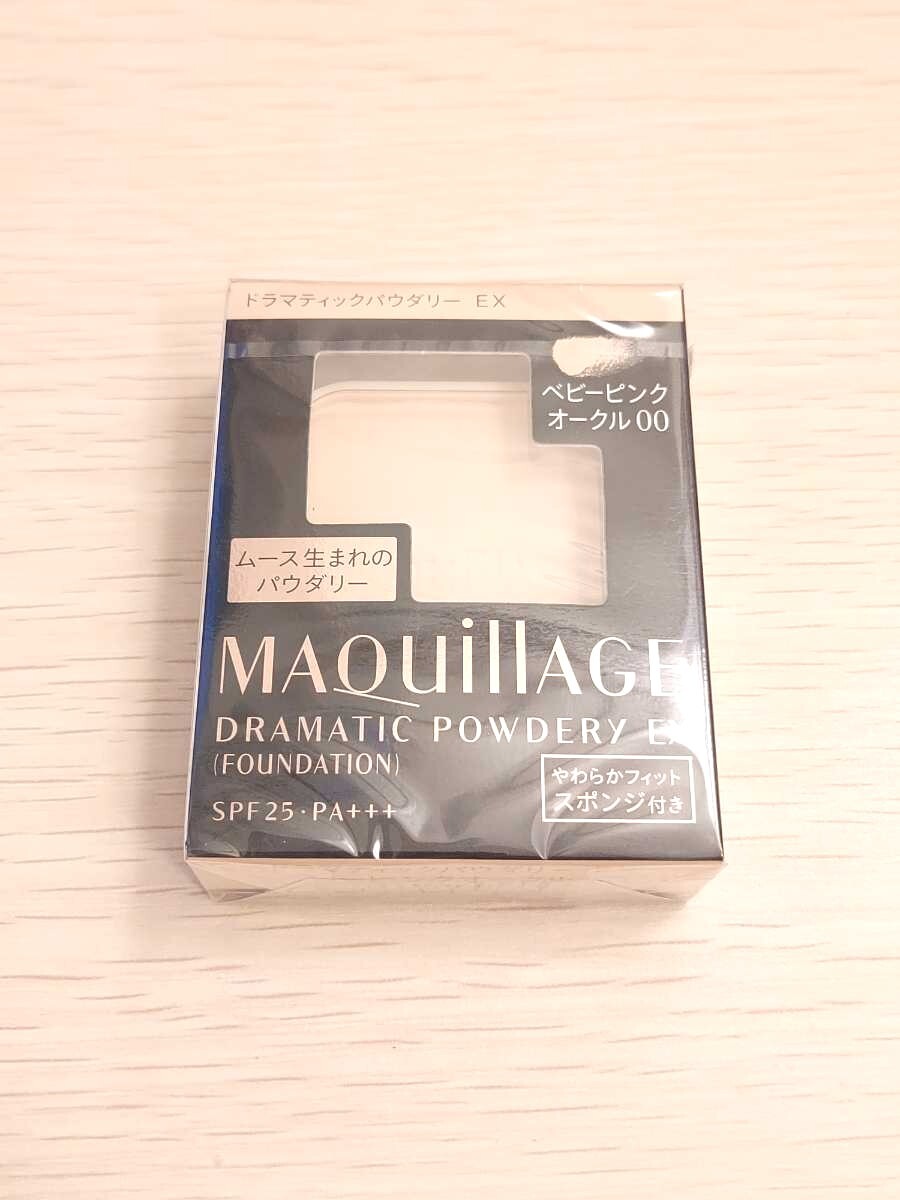 ドラマティックパウダリー EX
ベビーピンク
オークル00
ムース生まれの
パウダリー
MAQuillAGE
DRAMATIC POWDERY EX
(FOUNDATION)
やわらかフィット
スポンジ付き
SPF25・PA+++